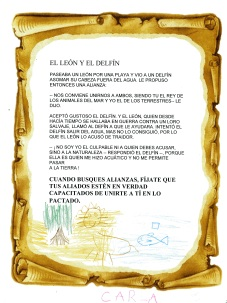 EL LEÓN Y EL DELFÍN
PASEABA UN LEÓN POR UNA PLAYA Y VIO A UN DELFÍN
ASOMAR SU CABEZA FUERA DEL AGUA. LE PROPUSO
ENTONCES UNA ALIANZA:
– NOS CONVIENE UNIRNOS A AMBOS, SIENDO TU EL REY DE
LOS ANIMALES DEL MAR Y YO EL DE LOS TERRESTRES– LE
DIJO.
ACEPTÓ GUSTOSO EL DELFÍN. Y EL LEÓN, QUIEN DESDE
HACÍA TIEMPO SE HALLABA EN GUERRA CONTRA UN LORO
SALVAJE, LLAMÓ AL DEFÍN A QUE LE AYUDARA. INTENTÓ EL
DELFÍN SALIR DEL AGUA, MAS NO LO CONSIGUIÓ, POR LO
QUE EL LEÓN LO ACUSÓ DE TRAIDOR.
– ¡ NO SOY YO EL CULPABLE NI A QUIEN DEBES ACUSAR,
SINO A LA NATURALEZA – RESPONDIÓ EL DELFÍN –, PORQUE
ELLA ES QUIEN ME HIZO ACUÁTICO Y NO ME PERMITE
PASAR
A LA TIERRA !
CUANDO BUSQUES ALIANZAS, FÍJATE QUE
TUS ALIADOS ESTÉN EN VERDAD
CAPACITADOS DE UNIRTE A TÍ EN LO
PACTADO.